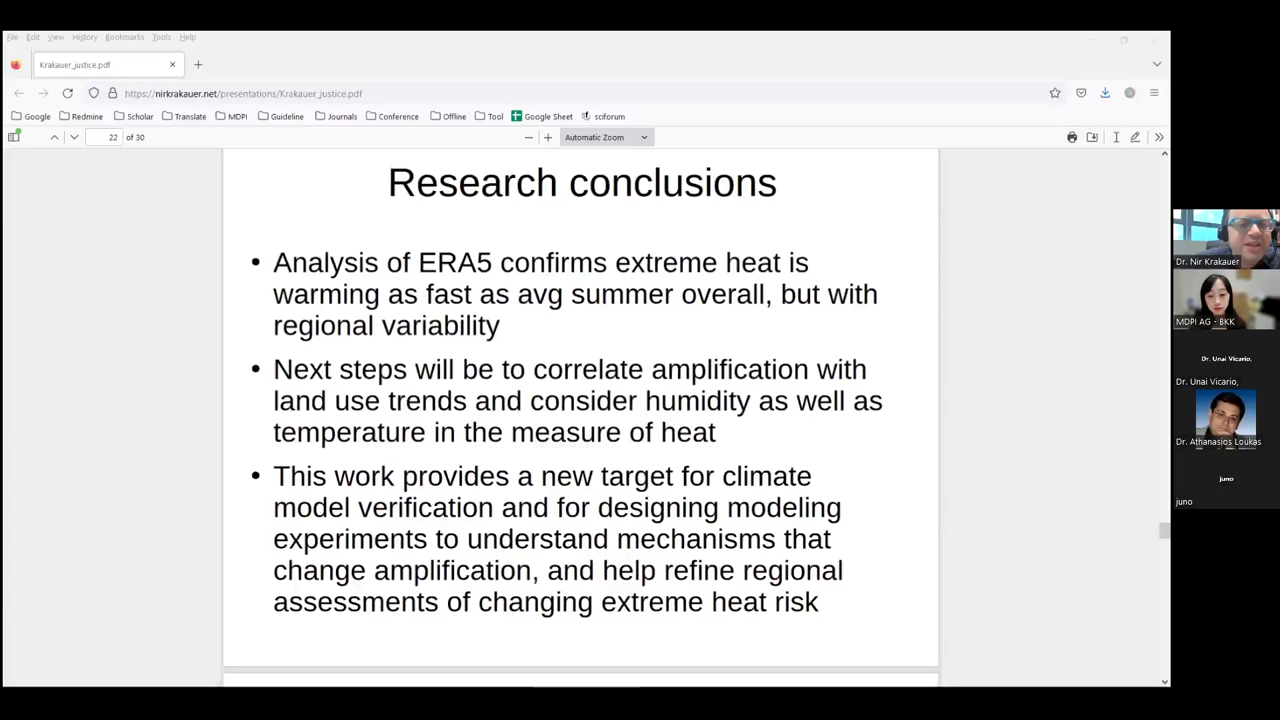 File Edit View History Bookmarks Tools Help
Krakauer_justice.pdf
https://nirkrakauer.net/presentations/Krakauer_justice.pdf
Google Redmine Scholar Translate MDPI Guideline Journals Conference Offline Tool Google Sheet sciforum
22 of 30 Automatic Zoom
Research conclusions
• Analysis of ERA5 confirms extreme heat is
warming as fast as avg summer overall, but with
regional variability
• Next steps will be to correlate amplification with
land use trends and consider humidity as well as
temperature in the measure of heat
• This work provides a new target for climate
model verification and for designing modeling
experiments to understand mechanisms that
change amplification, and help refine regional
assessments of changing extreme heat risk
Dr. Nir Krakauer
MDPI AG - BKK
Dr. Unai Vicario,
Dr. Unai Vicario,
Dr. Athanasios Loukas
juno
juno